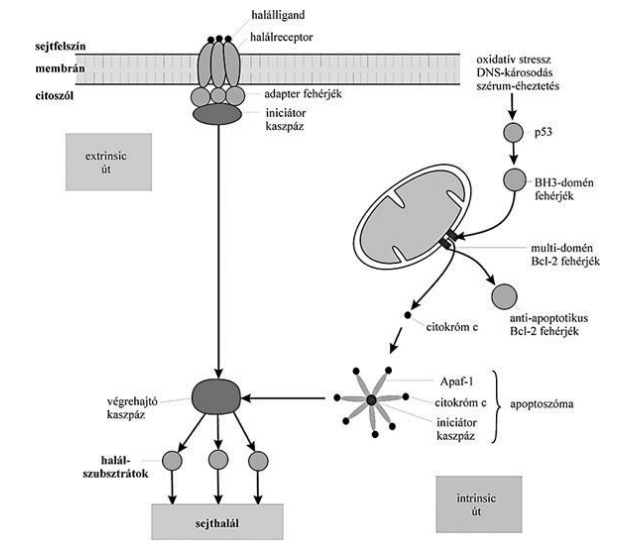 halálligand
halálreceptor
sejtfelszín
membrán
citoszól
adapter fehérjék
iniciátor
kaszpáz
extrinsic
út
oxidatív stressz
DNS-károsodás
szérum-éheztetés
p53
BH3-domén
fehérjék
multi-domén
Bcl-2 fehérjék
anti-apoptotikus
Bcl-2 fehérjék
citokróm c
Apaf-1
citokróm c
iniciátor
kaszpáz
apoptoszóma
végrehajtó
kaszpáz
halál-
szubsztrátok
sejthalál
intrinsic
út